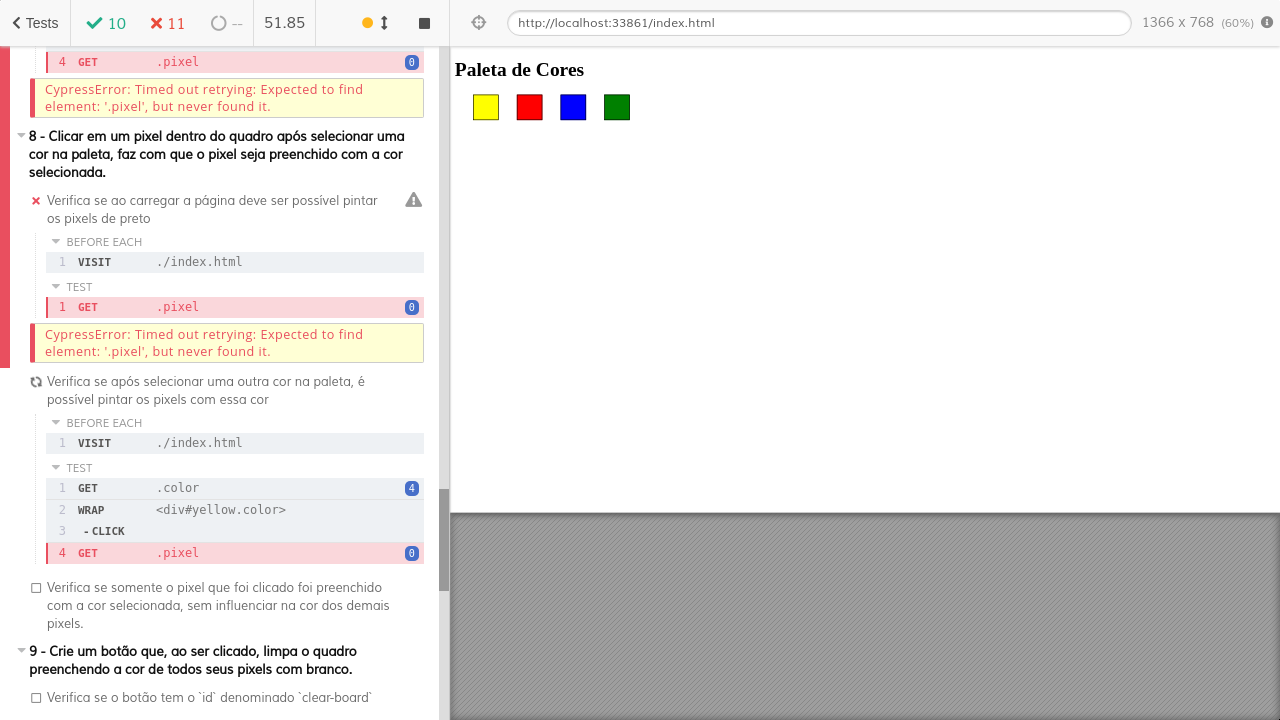 Tests 10 11 -- 51.85
http://localhost:33861/index.html 1366 x 768 (60%)
4 GET .pixel 0
CypressError: Timed out retrying: Expected to find
element: '.pixel', but never found it.
8 - Clicar em um pixel dentro do quadro após selecionar uma
cor na paleta, faz com que o pixel seja preenchido com a cor
selecionada.
Verifica se ao carregar a página deve ser possível pintar
os pixels de preto
BEFORE EACH
1 VISIT ./index.html
TEST
1 GET .pixel 0
CypressError: Timed out retrying: Expected to find
element: '.pixel', but never found it.
Verifica se após selecionar uma outra cor na paleta, é
possível pintar os pixels com essa cor
BEFORE EACH
1 VISIT ./index.html
TEST
1 GET .color 4
2 WRAP <div#yellow.color>
3 - CLICK
4 GET .pixel 0
Verifica se somente o pixel que foi clicado foi preenchido
com a cor selecionada, sem influenciar na cor dos demais
pixels.
9 - Crie um botão que, ao ser clicado, limpa o quadro
preenchendo a cor de todos seus pixels com branco.
Verifica se o botão tem o `id` denominado `clear-board`
Paleta de Cores